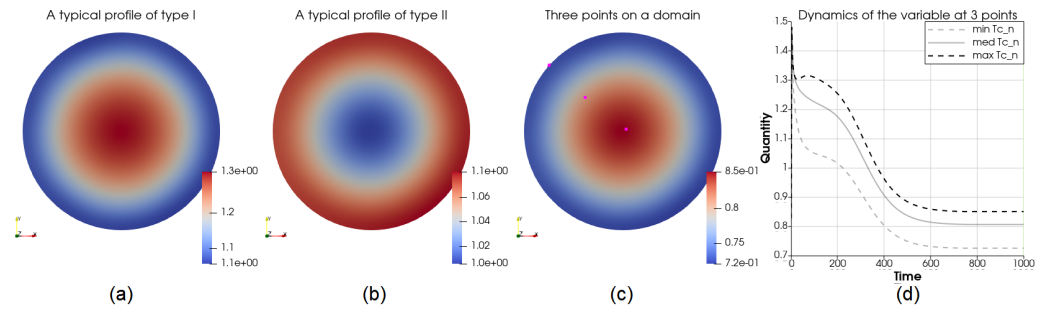 A typical profile of type I
1.3e+00
1.2
1.1
1.1e+00
(a)
A typical profile of type II
1.1e+00
1.06
1.04
1.02
1.0e+00
(b)
Three points on a domain
8.5e-01
0.8
0.75
7.2e-01
(c)
Dynamics of the variable at 3 points
min Tc_n
med Tc_n
max Tc_n
Quantity
1.5
1.4
1.3
1.2
1.1
1
0.9
0.8
0.7
0 200 400 600 800 1000
Time
(d)